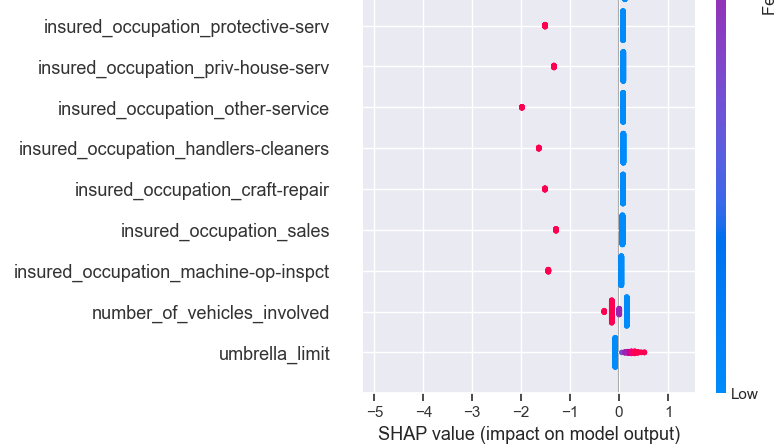 insured_occupation_protective-serv
insured_occupation_priv-house-serv
insured_occupation_other-service
insured_occupation_handlers-cleaners
insured_occupation_craft-repair
insured_occupation_sales
insured_occupation_machine-op-inspct
number_of_vehicles_involved
umbrella_limit
−5 −4 −3 −2 −1 0 1
SHAP value (impact on model output)
Low
Fe